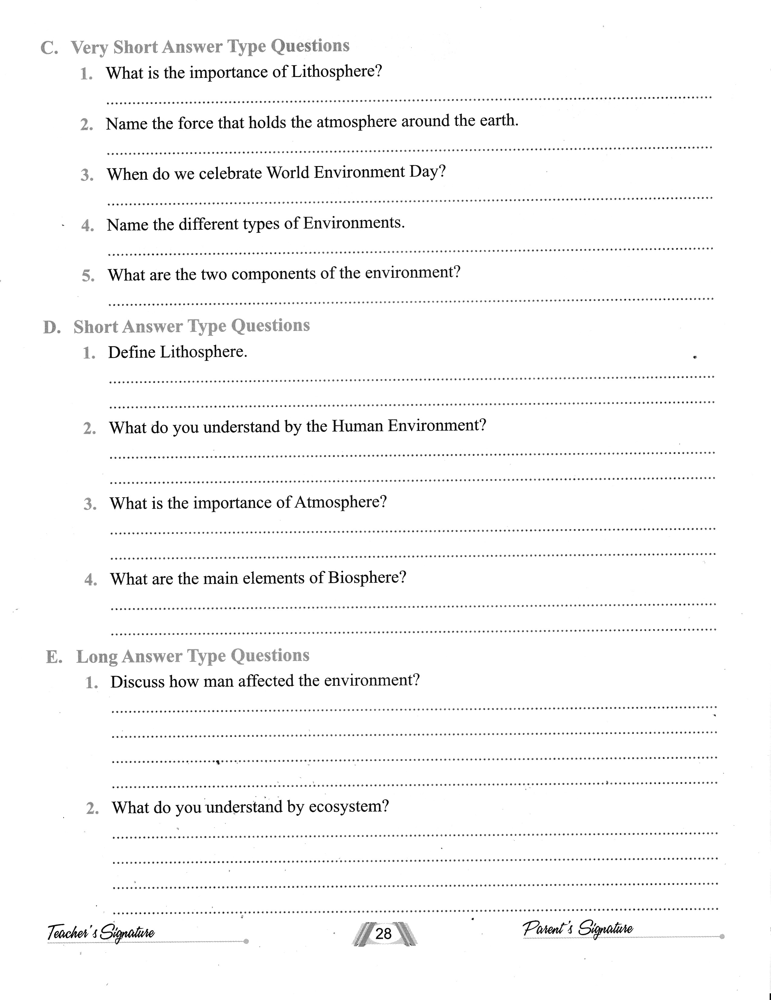 C. Very Short Answer Type Questions
1. What is the importance of Lithosphere?
2. Name the force that holds the atmosphere around the earth.
3. When do we celebrate World Environment Day?
4. Name the different types of Environments.
5. What are the two components of the environment?
D. Short Answer Type Questions
1. Define Lithosphere.
2. What do you understand by the Human Environment?
3. What is the importance of Atmosphere?
4. What are the main elements of Biosphere?
E. Long Answer Type Questions
1. Discuss how man affected the environment?
2. What do you understand by ecosystem?
Teacher's Signature 28 Parent's Signature